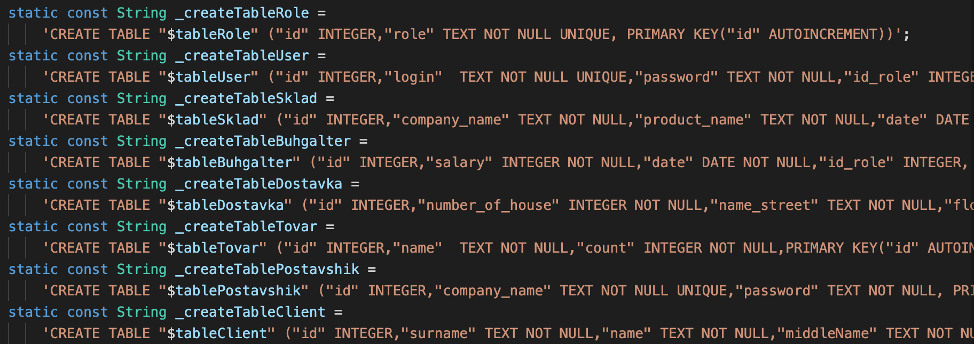 static const String _createTableRole =
'CREATE TABLE "$tableRole" ("id" INTEGER,"role" TEXT NOT NULL UNIQUE, PRIMARY KEY("id" AUTOINCREMENT))';
static const String _createTableUser =
'CREATE TABLE "$tableUser" ("id" INTEGER,"login"  TEXT NOT NULL UNIQUE,"password" TEXT NOT NULL,"id_role" INTEGE
static const String _createTableSklad =
'CREATE TABLE "$tableSklad" ("id" INTEGER,"company_name" TEXT NOT NULL,"product_name" TEXT NOT NULL,"date" DATE
static const String _createTableBuhgalter =
'CREATE TABLE "$tableBuhgalter" ("id" INTEGER,"salary" INTEGER NOT NULL,"date" DATE NOT NULL,"id_role" INTEGER,
static const String _createTableDostavka =
'CREATE TABLE "$tableDostavka" ("id" INTEGER,"number_of_house" INTEGER NOT NULL,"name_street" TEXT NOT NULL,"flo
static const String _createTableTovar =
'CREATE TABLE "$tableTovar" ("id" INTEGER,"name"  TEXT NOT NULL,"count" INTEGER NOT NULL,PRIMARY KEY("id" AUTOIN
static const String _createTablePostavshik =
'CREATE TABLE "$tablePostavshik" ("id" INTEGER,"company_name" TEXT NOT NULL UNIQUE,"password" TEXT NOT NULL, PRI
static const String _createTableClient =
'CREATE TABLE "$tableClient" ("id" INTEGER,"surname" TEXT NOT NULL,"name" TEXT NOT NULL,"middleName" TEXT NOT NU